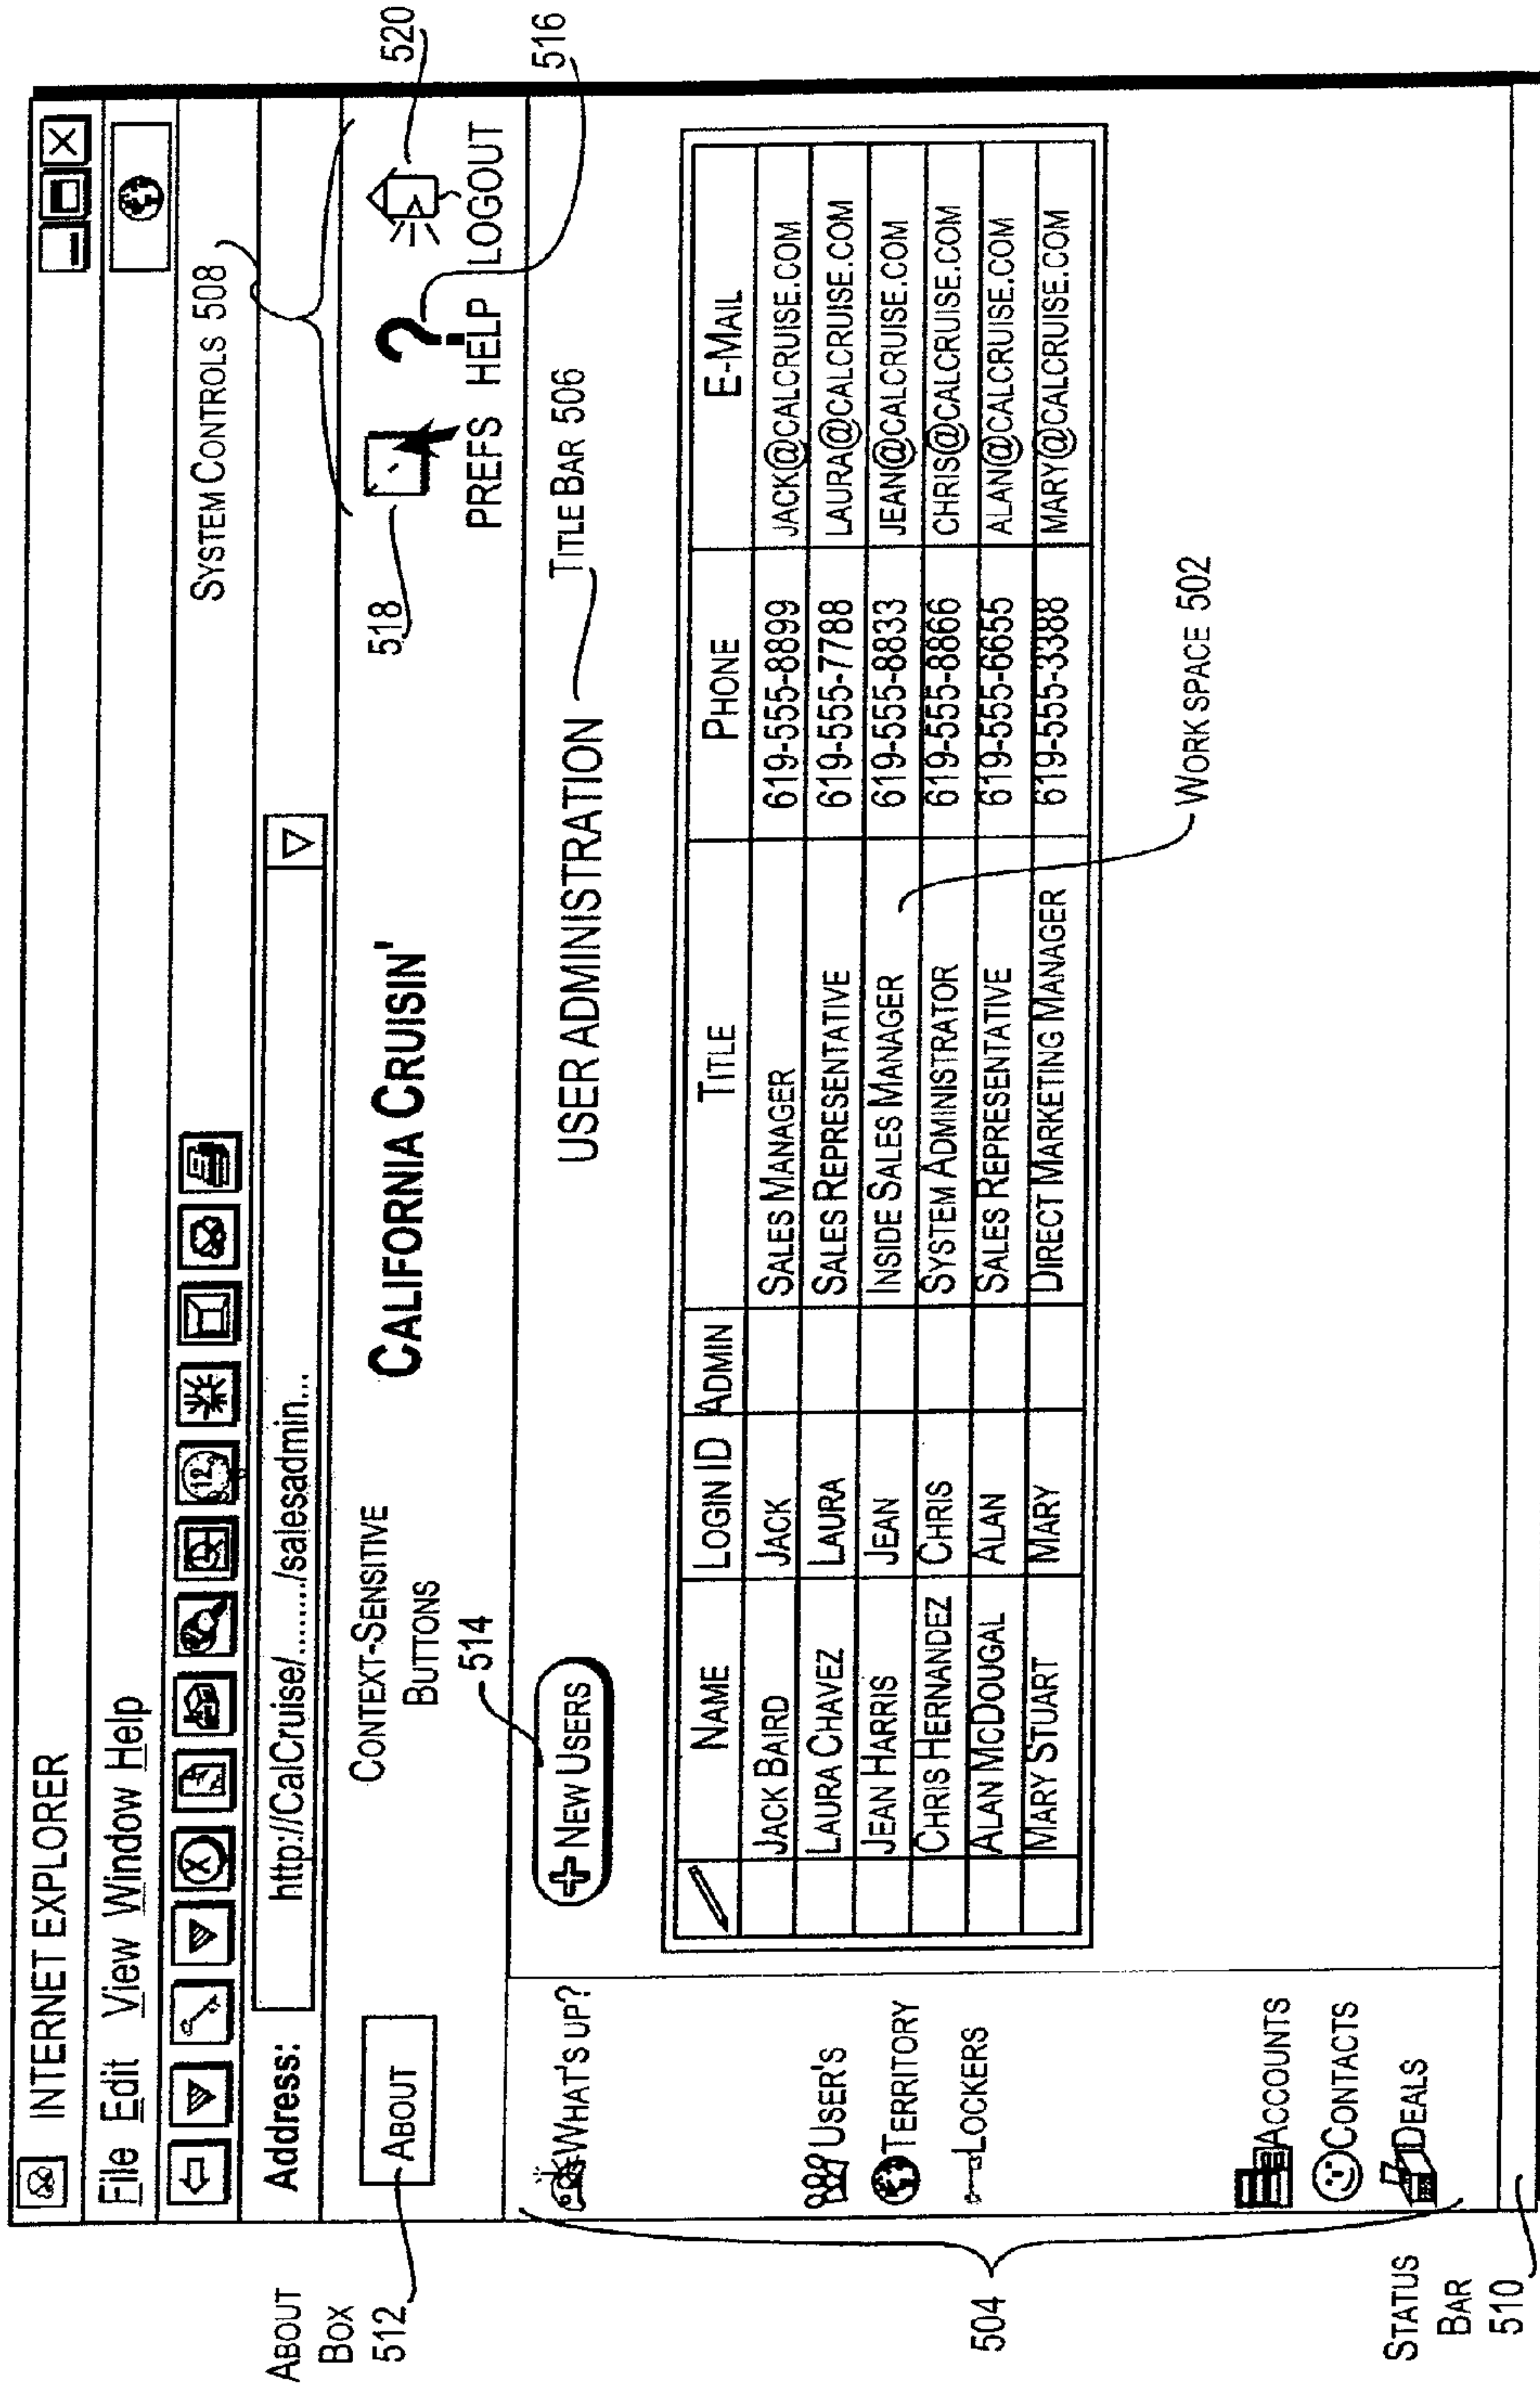 INTERNET EXPLORER
File Edit View Window Help
SYSTEM CONTROLS 508
12
Address: http://CalCruise/......../salesadmin...
ABOUT BOX 512
ABOUT
CONTEXT-SENSITIVE
BUTTONS
514
CALIFORNIA CRUISIN'
518
PREFS HELP LOGOUT
520
516
WHAT'S UP?
NEW USERS
USER ADMINISTRATION
TITLE BAR 506
NAME LOGIN ID ADMIN TITLE PHONE E-MAIL
JACK BAIRD JACK SALES MANAGER 619-555-8899 JACK@CALCRUISE.COM
LAURA CHAVEZ LAURA SALES REPRESENTATIVE 619-555-7788 LAURA@CALCRUISE.COM
JEAN HARRIS JEAN INSIDE SALES MANAGER 619-555-8833 JEAN@CALCRUISE.COM
CHRIS HERNANDEZ CHRIS SYSTEM ADMINISTRATOR 619-555-8866 CHRIS@CALCRUISE.COM
ALAN MCDOUGAL ALAN SALES REPRESENTATIVE 619-555-6655 ALAN@CALCRUISE.COM
MARY STUART MARY DIRECT MARKETING MANAGER 619-555-3388 MARY@CALCRUISE.COM
USER'S
TERRITORY
LOCKERS
504
WORK SPACE 502
ACCOUNTS
CONTACTS
DEALS
STATUS
BAR
510